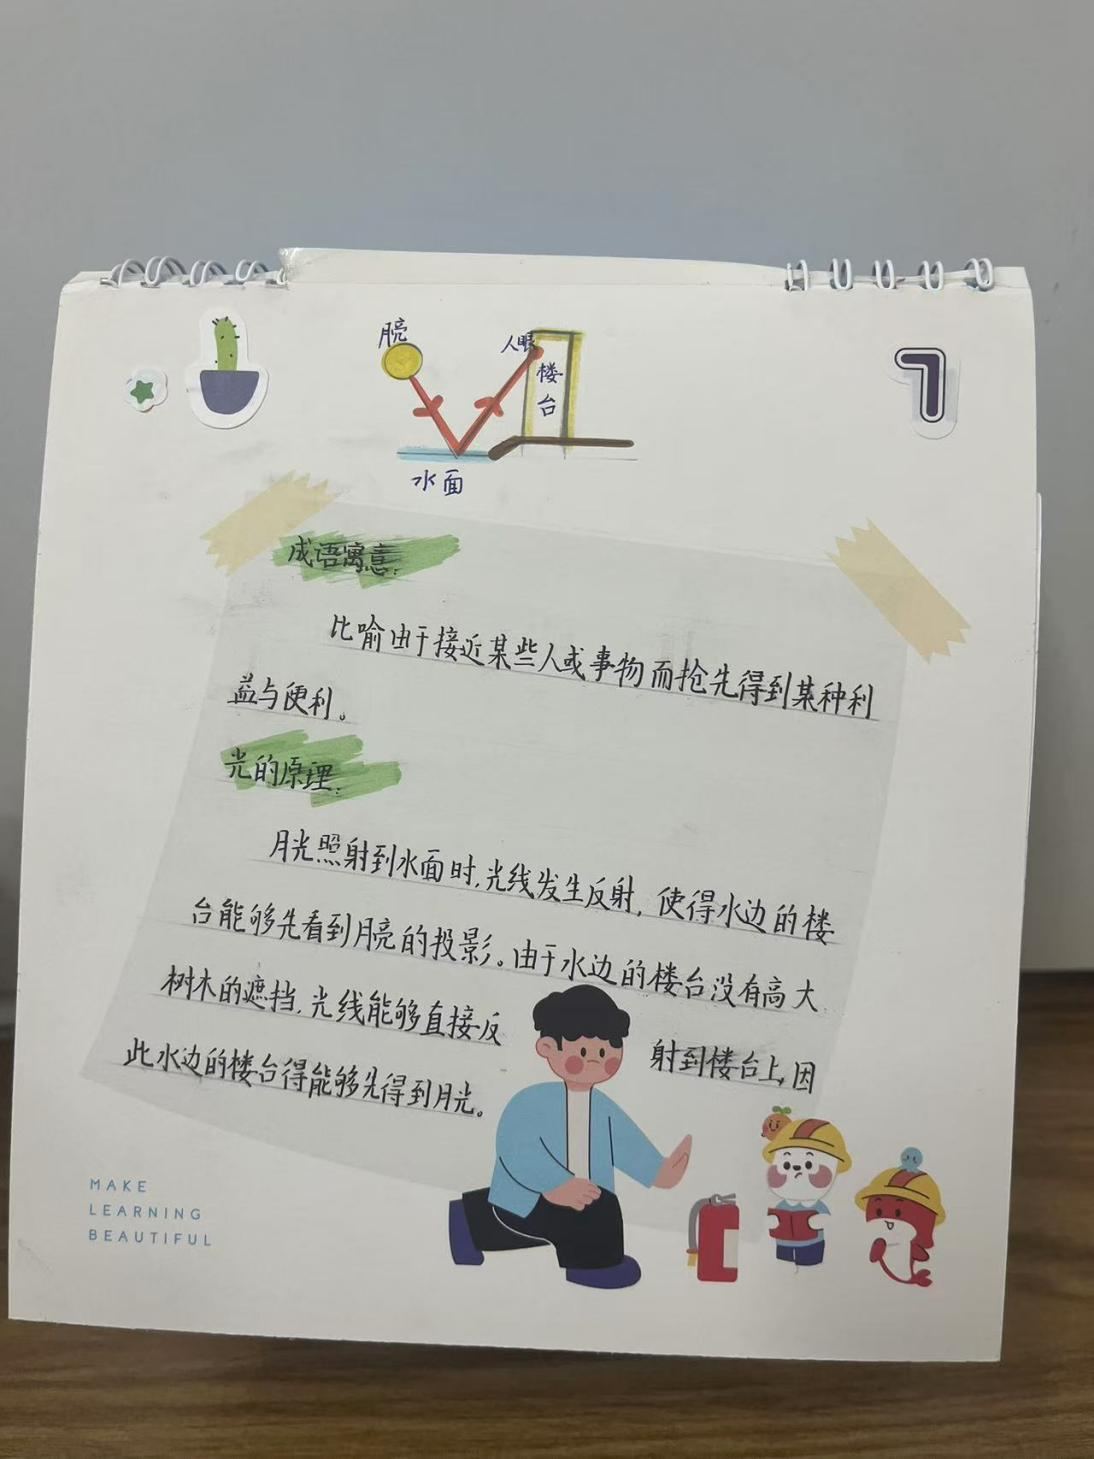 月亮
人眼
楼
台
水面
1
成语寓意:
比喻由于接近某些人或事物而抢先得到某种利
益与便利。
光的原理:
月光照射到水面时,光线发生反射,使得水边的楼
台能够先看到月亮的投影。由于水边的楼台没有高大
树木的遮挡,光线能够直接反射到楼台上,因
此水边的楼台得能够先得到月光。
MAKE
LEARNING
BEAUTIFUL